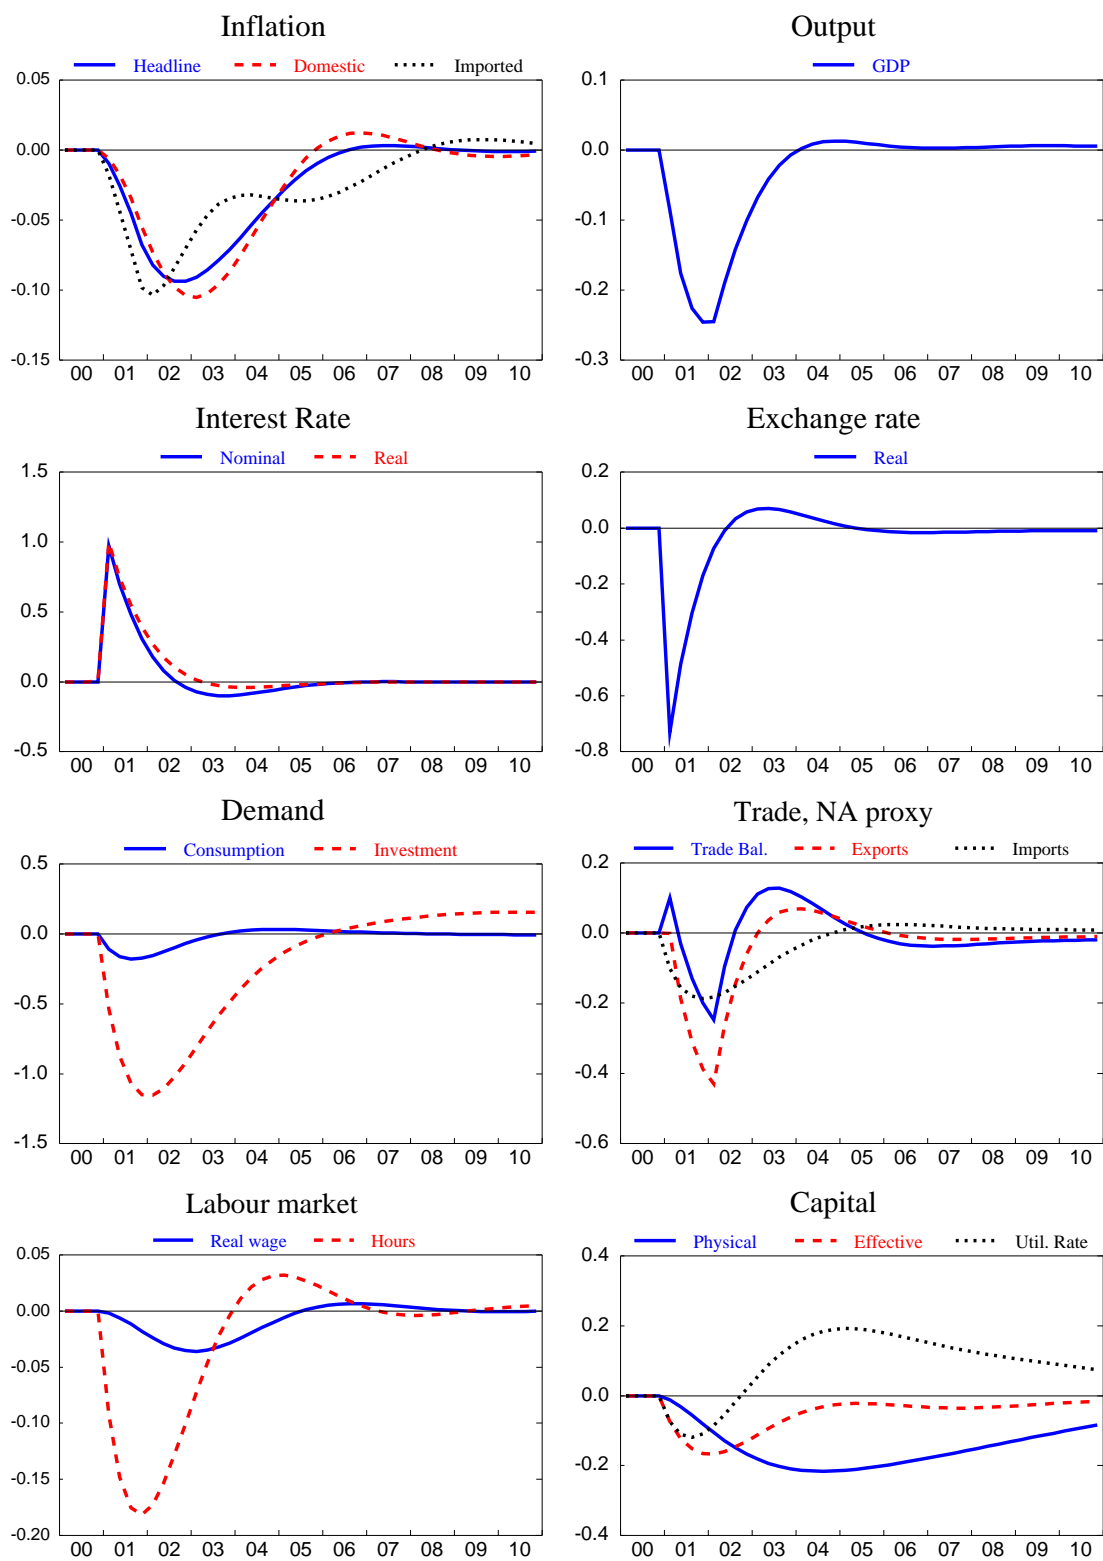 Inflation
Headline Domestic Imported
0.05
0.00
-0.05
-0.10
-0.15
00 01 02 03 04 05 06 07 08 09 10
Output
GDP
0.1
0.0
-0.1
-0.2
-0.3
00 01 02 03 04 05 06 07 08 09 10
Interest Rate
Nominal Real
1.5
1.0
0.5
0.0
-0.5
00 01 02 03 04 05 06 07 08 09 10
Exchange rate
Real
0.2
0.0
-0.2
-0.4
-0.6
-0.8
00 01 02 03 04 05 06 07 08 09 10
Demand
Consumption Investment
0.5
0.0
-0.5
-1.0
-1.5
00 01 02 03 04 05 06 07 08 09 10
Trade, NA proxy
Trade Bal. Exports Imports
0.2
0.0
-0.2
-0.4
-0.6
00 01 02 03 04 05 06 07 08 09 10
Labour market
Real wage Hours
0.05
0.00
-0.05
-0.10
-0.15
-0.20
00 01 02 03 04 05 06 07 08 09 10
Capital
Physical Effective Util. Rate
0.4
0.2
0.0
-0.2
-0.4
00 01 02 03 04 05 06 07 08 09 10